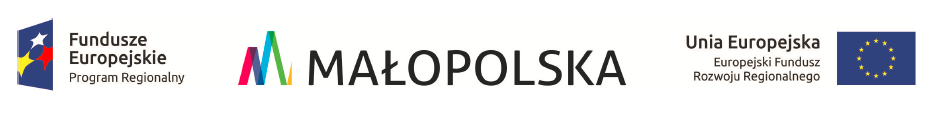 Fundusze
Europejskie
Program Regionalny
MAŁOPOLSKA
Unia Europejska
Europejski Fundusz
Rozwoju Regionalnego